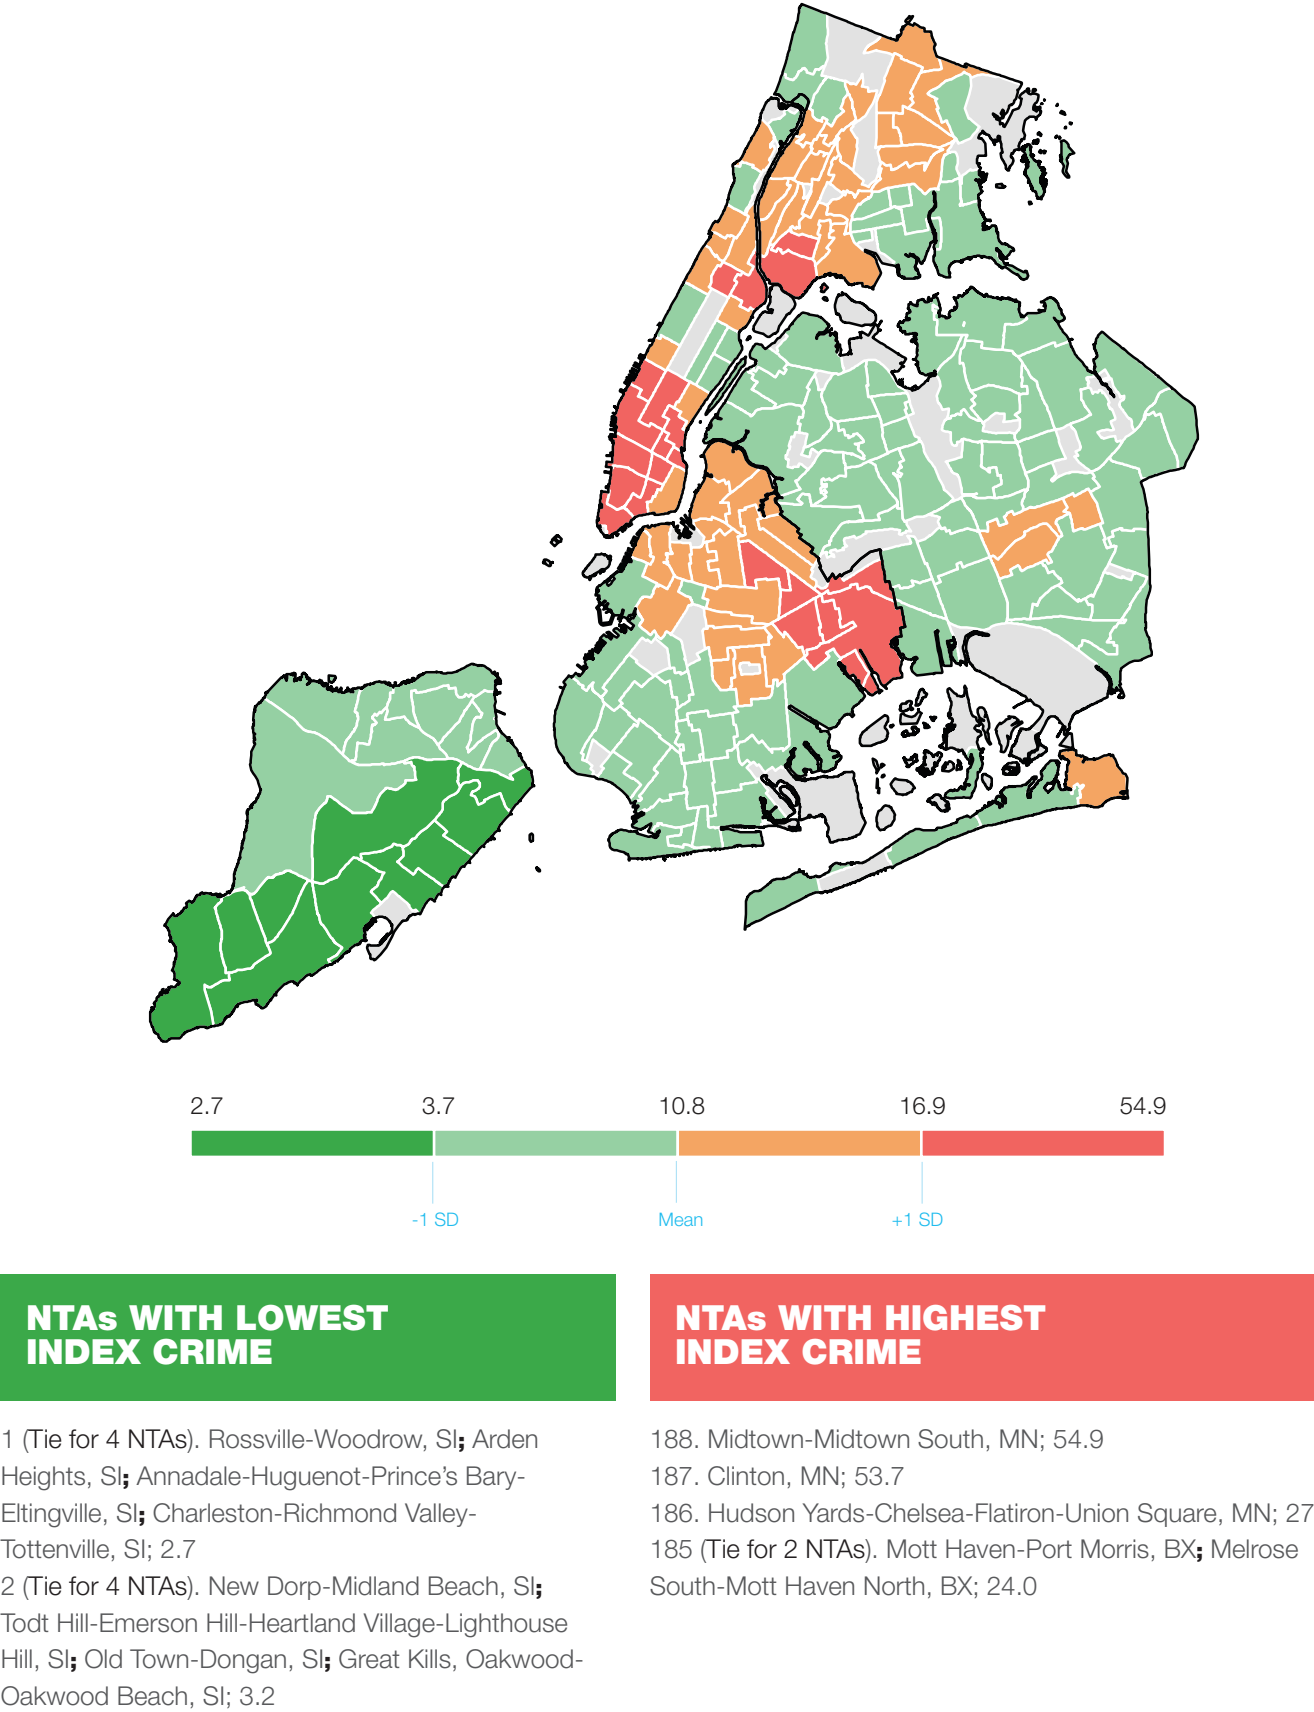 2.7 3.7 10.8 16.9 54.9
-1 SD Mean +1 SD
NTAs WITH LOWEST
INDEX CRIME
1 (Tie for 4 NTAs). Rossville-Woodrow, SI; Arden
Heights, SI; Annadale-Huguenot-Prince's Bary-
Eltingville, SI; Charleston-Richmond Valley-
Tottenville, SI; 2.7
2 (Tie for 4 NTAs). New Dorp-Midland Beach, SI;
Todt Hill-Emerson Hill-Heartland Village-Lighthouse
Hill, SI; Old Town-Dongan, SI; Great Kills, Oakwood-
Oakwood Beach, SI; 3.2
NTAs WITH HIGHEST
INDEX CRIME
188. Midtown-Midtown South, MN; 54.9
187. Clinton, MN; 53.7
186. Hudson Yards-Chelsea-Flatiron-Union Square, MN; 27
185 (Tie for 2 NTAs). Mott Haven-Port Morris, BX; Melrose
South-Mott Haven North, BX; 24.0